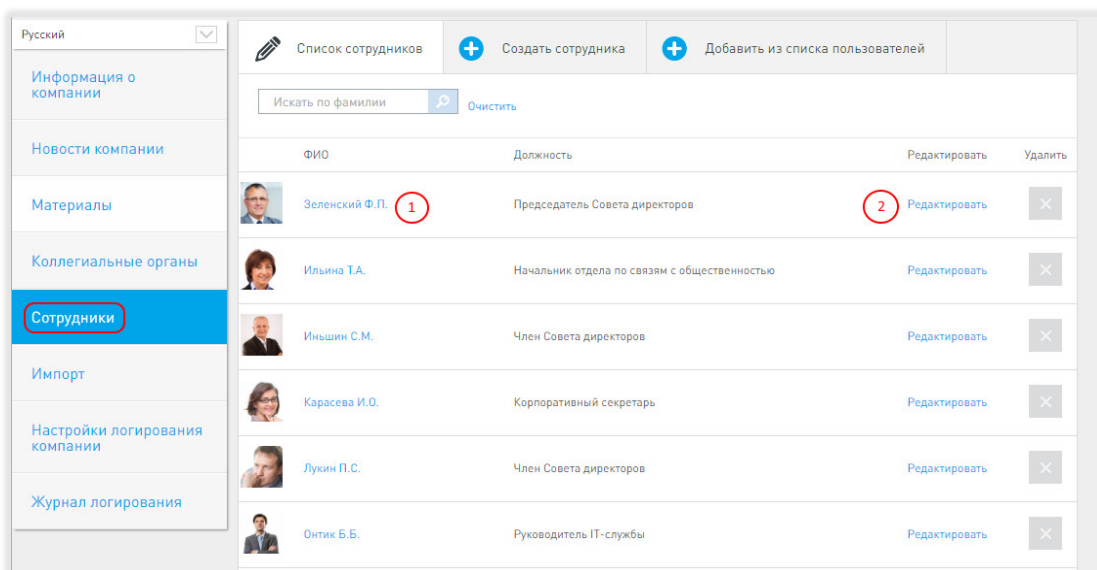 Русский
Информация о
компании
Новости компании
Материалы
Коллегиальные органы
Сотрудники
Импорт
Настройки логирования
компании
Журнал логирования
Список сотрудников
Создать сотрудника
Добавить из списка пользователей
Искать по фамилии
Очистить
ФИО Должность Редактировать Удалить
Зеленский Ф.П. 1 Председатель Совета директоров 2 Редактировать
Ильина Т.А. Начальник отдела по связям с общественностью Редактировать
Иньшин С.М. Член Совета директоров Редактировать
Карасева И.О. Корпоративный секретарь Редактировать
Лукин П.С. Член Совета директоров Редактировать
Онтик Б.Б. Руководитель IT-службы Редактировать